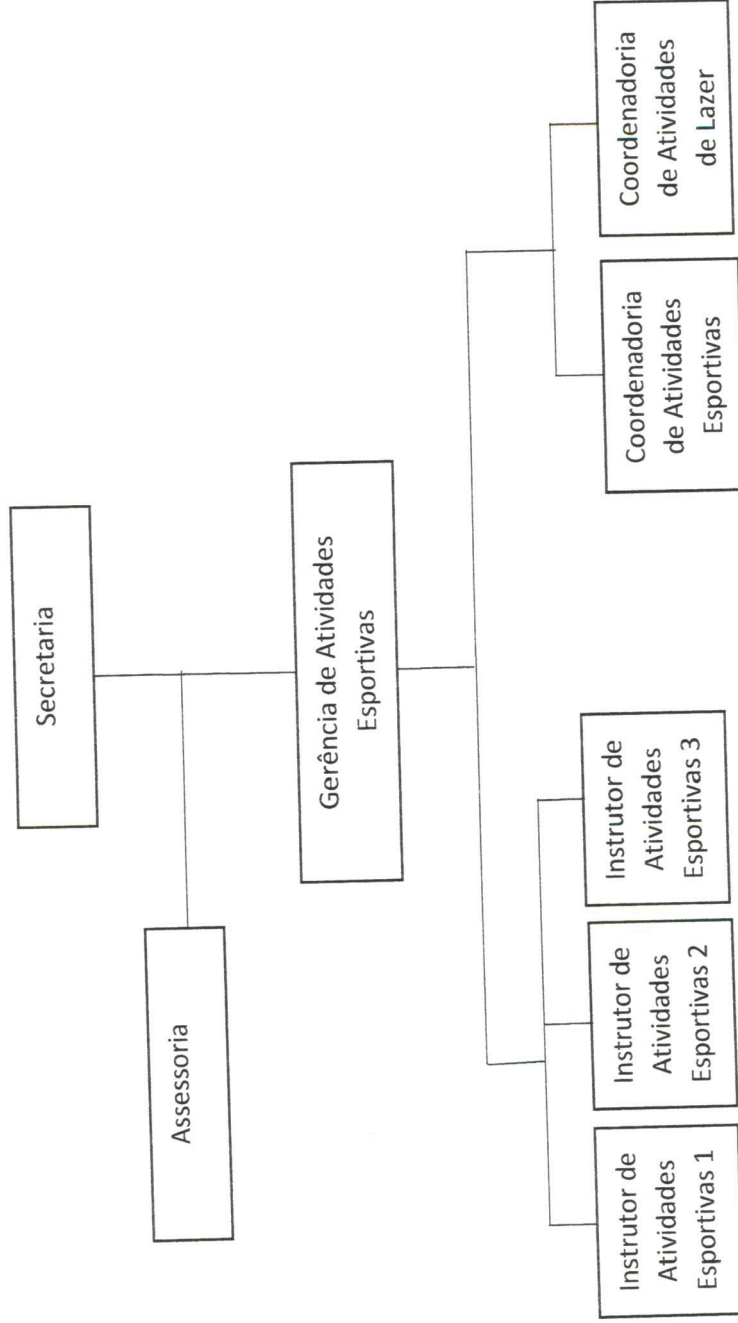 Secretaria
Assessoria
Gerência de Atividades
Esportivas
Instrutor de
Atividades
Esportivas 1
Instrutor de
Atividades
Esportivas 2
Instrutor de
Atividades
Esportivas 3
Coordenadoria
de Atividades
Esportivas
Coordenadoria
de Atividades
de Lazer